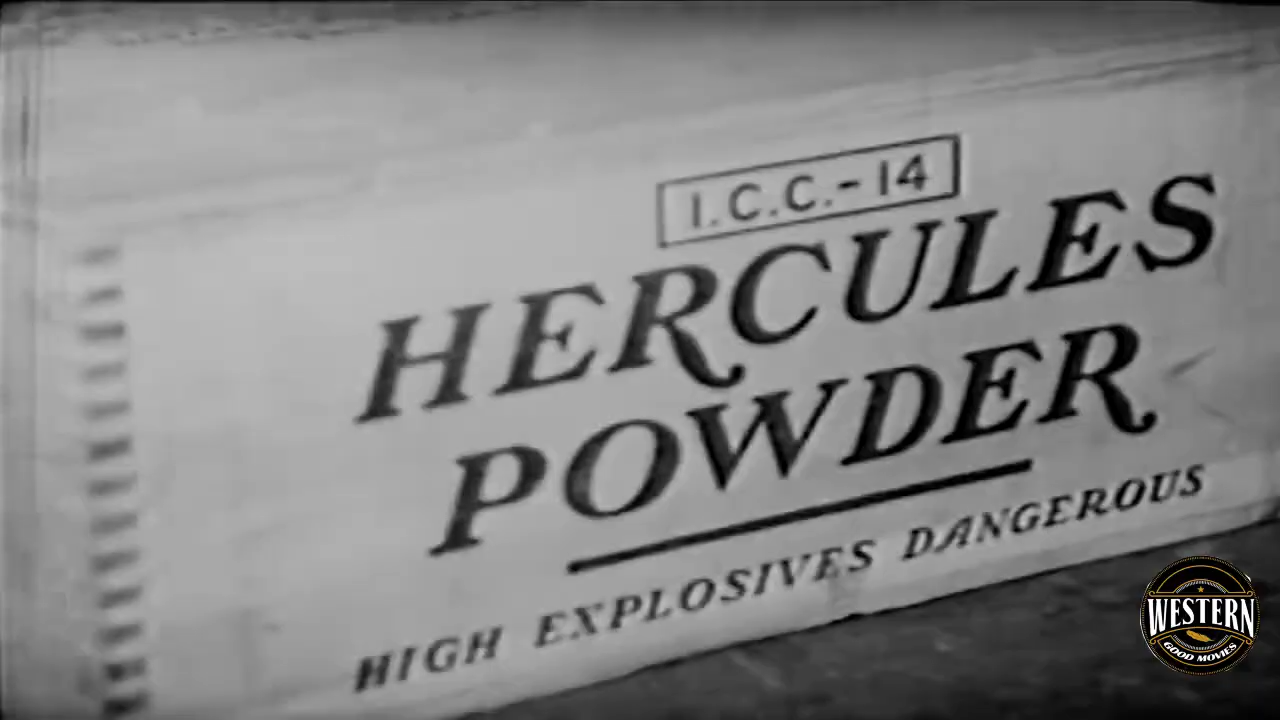 I.C.C.-14
HERCULES
POWDER
HIGH EXPLOSIVES DANGEROUS
WESTERN
GOOD MOVIES